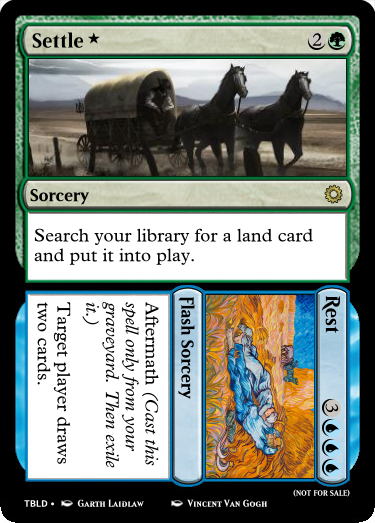 Settle ★ 2
Sorcery
Search your library for a land card
and put it into play.
Rest 3
Flash Sorcery
Aftermath (Cast this
spell only from your
graveyard. Then exile
it.)
Target player draws
two cards.
(NOT FOR SALE)
TBLD • GARTH LAIDLAW VINCENT VAN GOGH